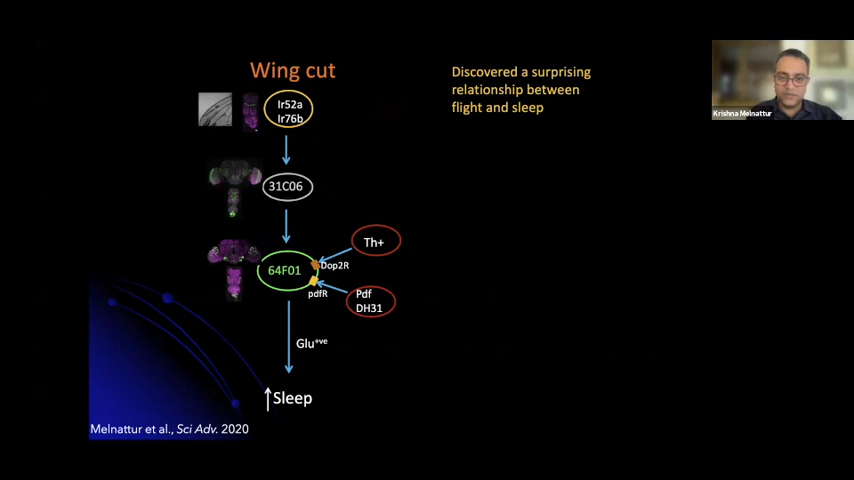 Wing cut
Discovered a surprising
relationship between
flight and sleep
Ir52a
Ir76b
Krishna Melnattur
31C06
Th+
64F01
Dop2R
pdfR
Pdf
DH31
Glu+ve
↑Sleep
Melnattur et al., Sci Adv. 2020